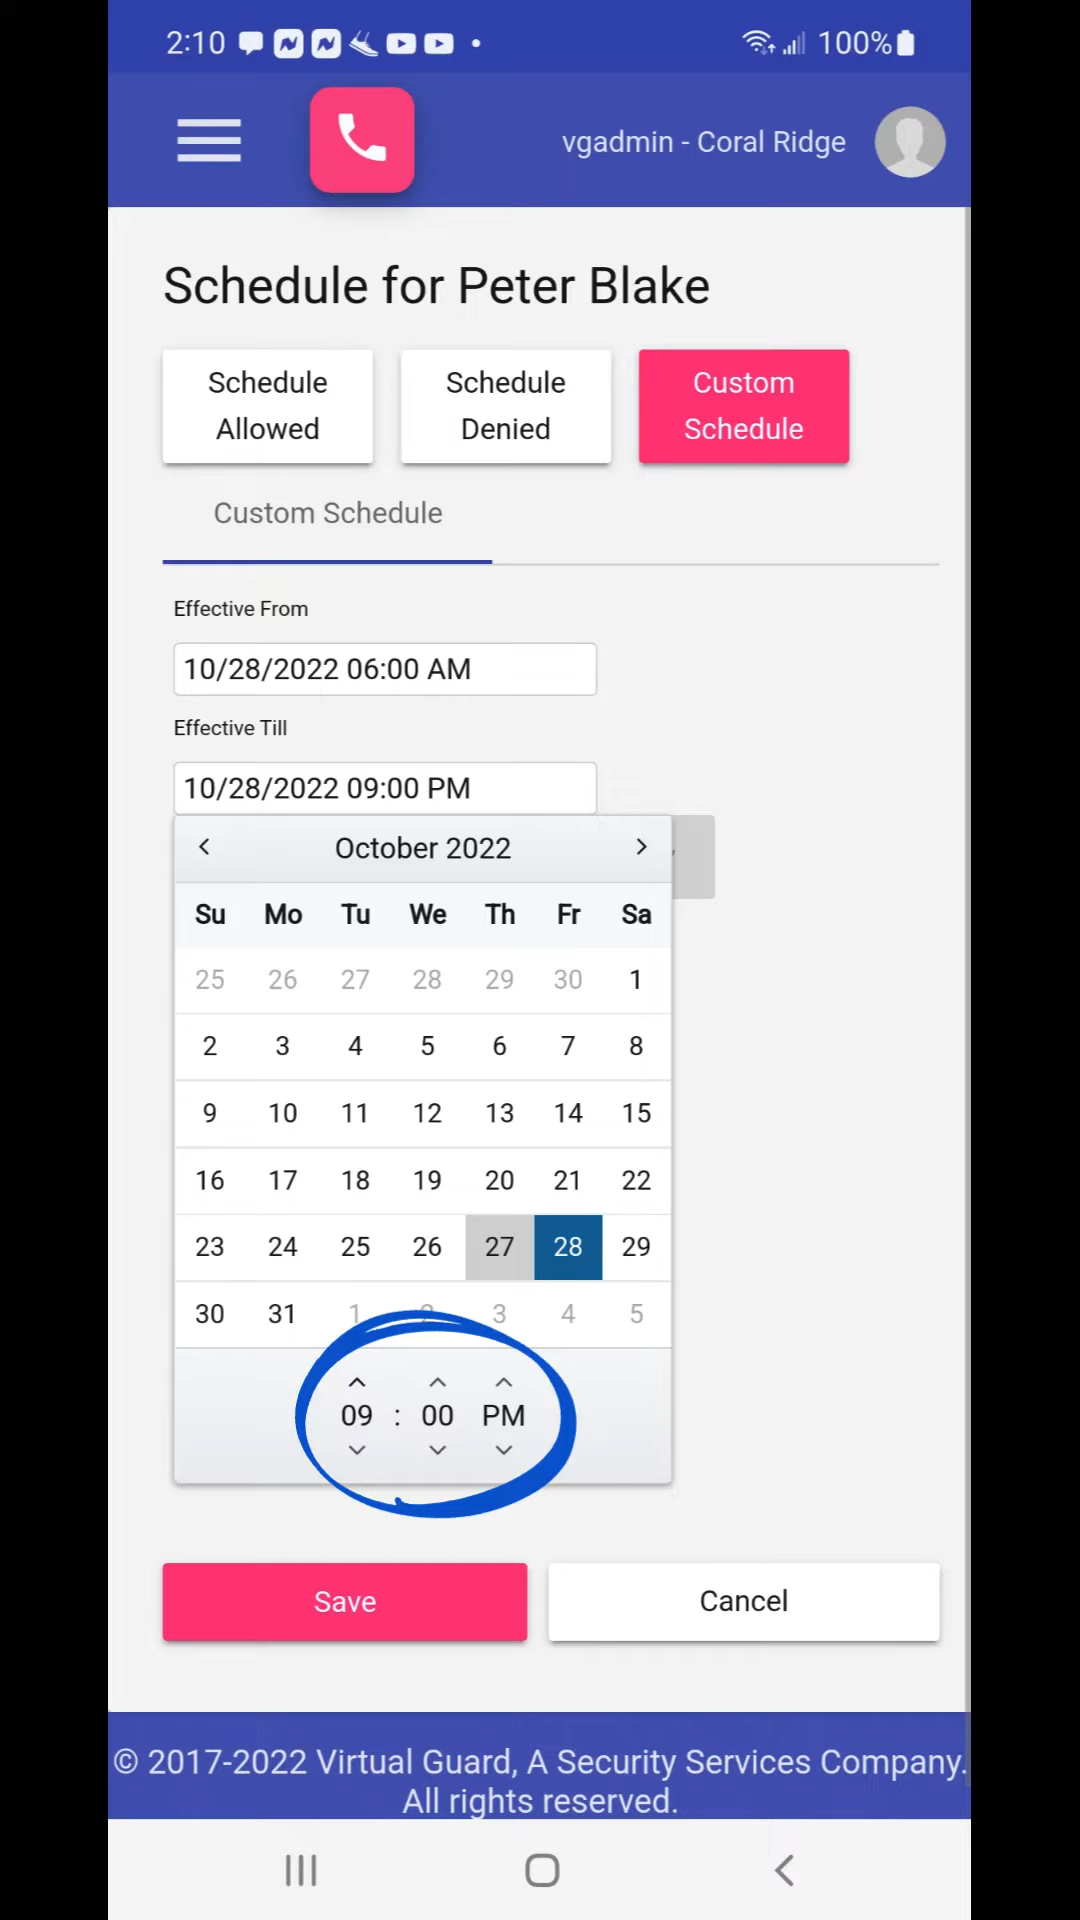 2:10 100%
vgadmin - Coral Ridge
Schedule for Peter Blake
Schedule Allowed
Schedule Denied
Custom Schedule
Custom Schedule
Effective From
10/28/2022 06:00 AM
Effective Till
10/28/2022 09:00 PM
October 2022
Su Mo Tu We Th Fr Sa
25 26 27 28 29 30 1
2 3 4 5 6 7 8
9 10 11 12 13 14 15
16 17 18 19 20 21 22
23 24 25 26 27 28 29
30 31 1 2 3 4 5
09 : 00 PM
Save
Cancel
© 2017-2022 Virtual Guard, A Security Services Company.
All rights reserved.